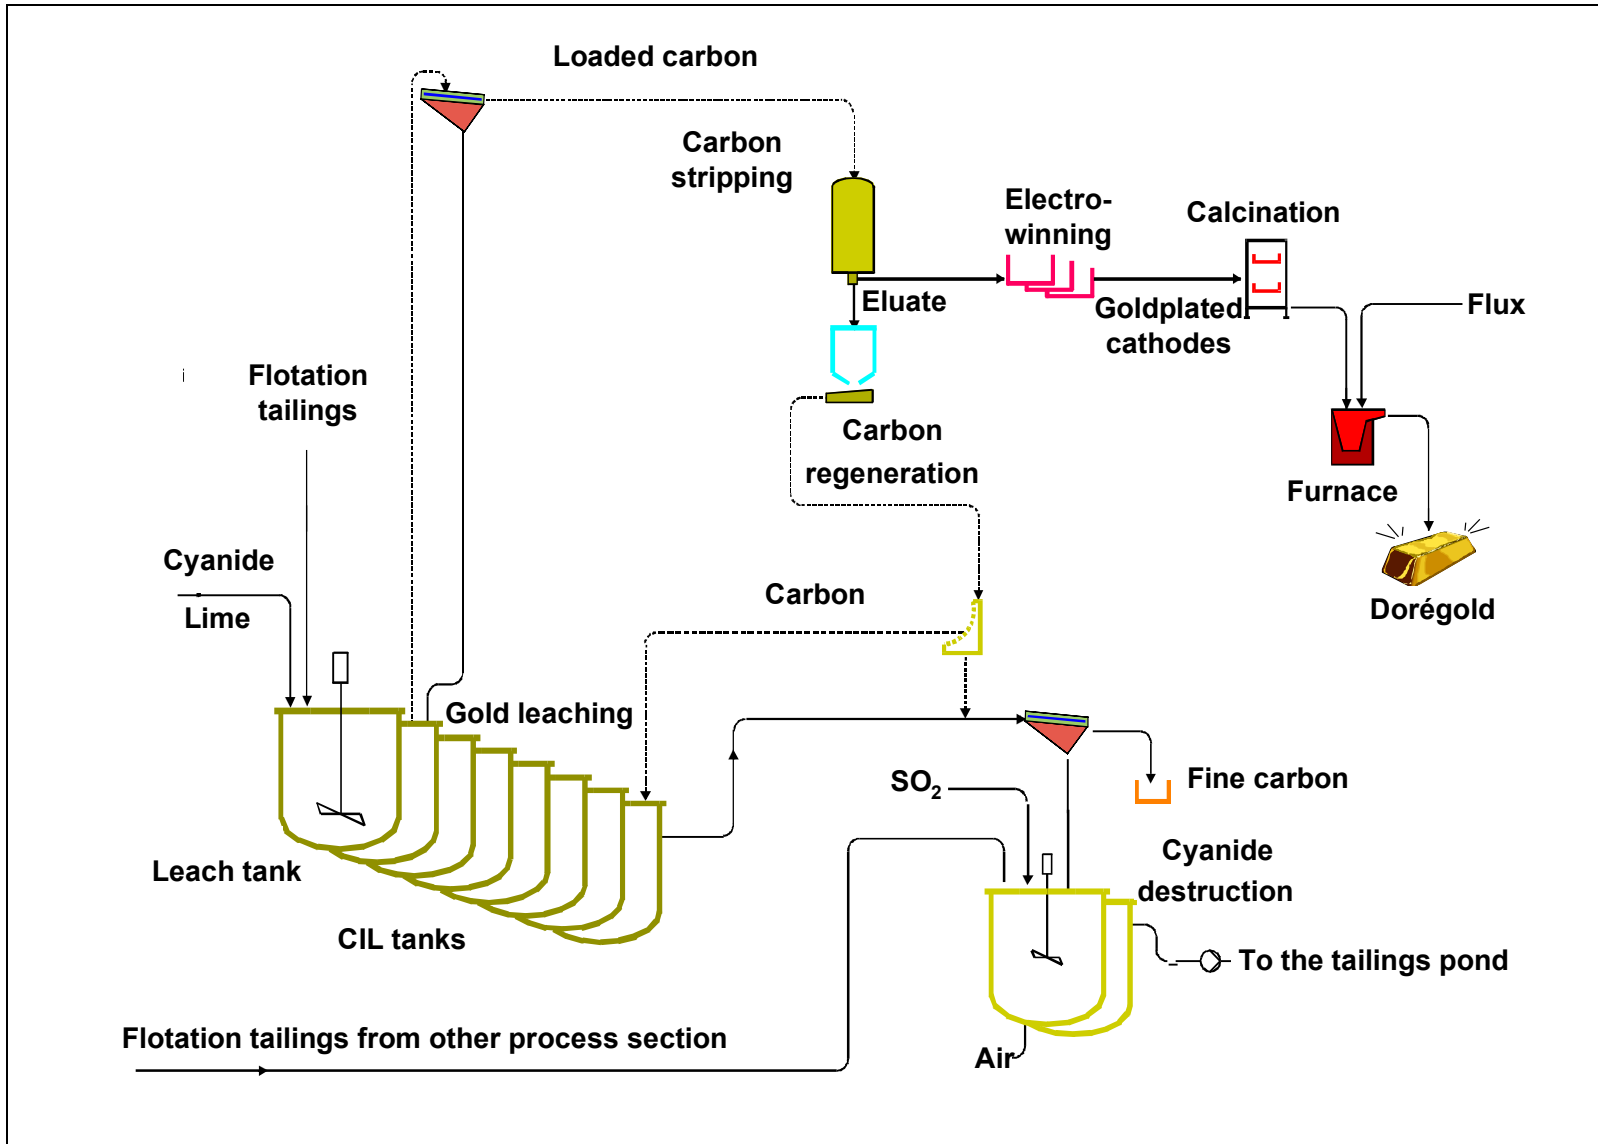 Loaded carbon
Carbon
stripping
Electro-
winning
Calcination
Eluate
Goldplated
cathodes
Flux
Flotation
tailings
Carbon
regeneration
Furnace
Cyanide
Lime
Carbon
Dorégold
Gold leaching
SO2
Fine carbon
Leach tank
Cyanide
destruction
CIL tanks
To the tailings pond
Flotation tailings from other process section
Air